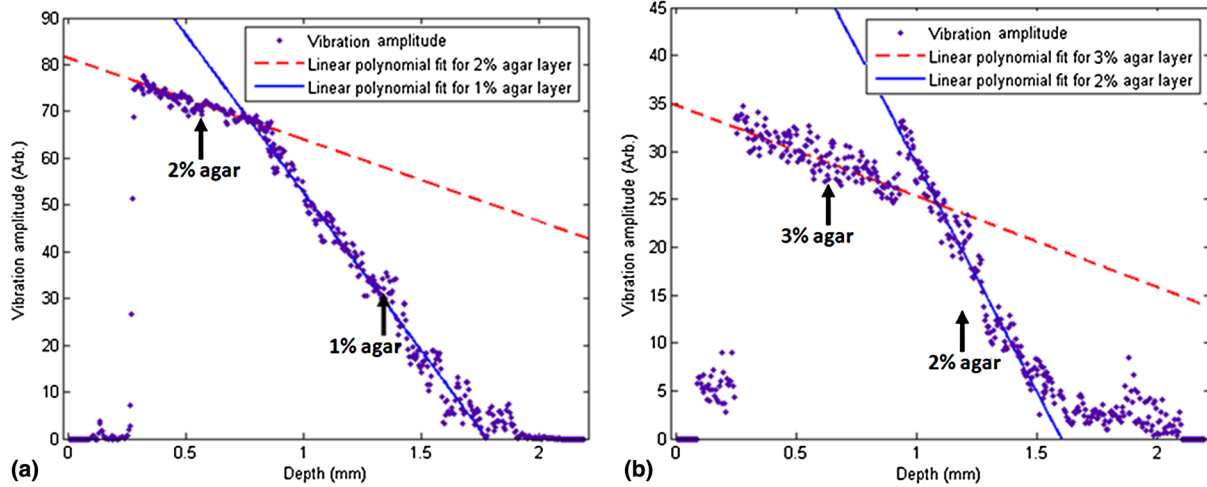 90
80
70
60
50
40
30
20
10
0
Vibration amplitude (Arb.)
Vibration amplitude
Linear polynomial fit for 2% agar layer
Linear polynomial fit for 1% agar layer
2% agar
1% agar
0 0.5 1 1.5 2
Depth (mm)
(a)
45
40
35
30
25
20
15
10
5
0
Vibration amplitude (Arb.)
Vibration amplitude
Linear polynomial fit for 3% agar layer
Linear polynomial fit for 2% agar layer
3% agar
2% agar
0 0.5 1 1.5 2
Depth (mm)
(b)